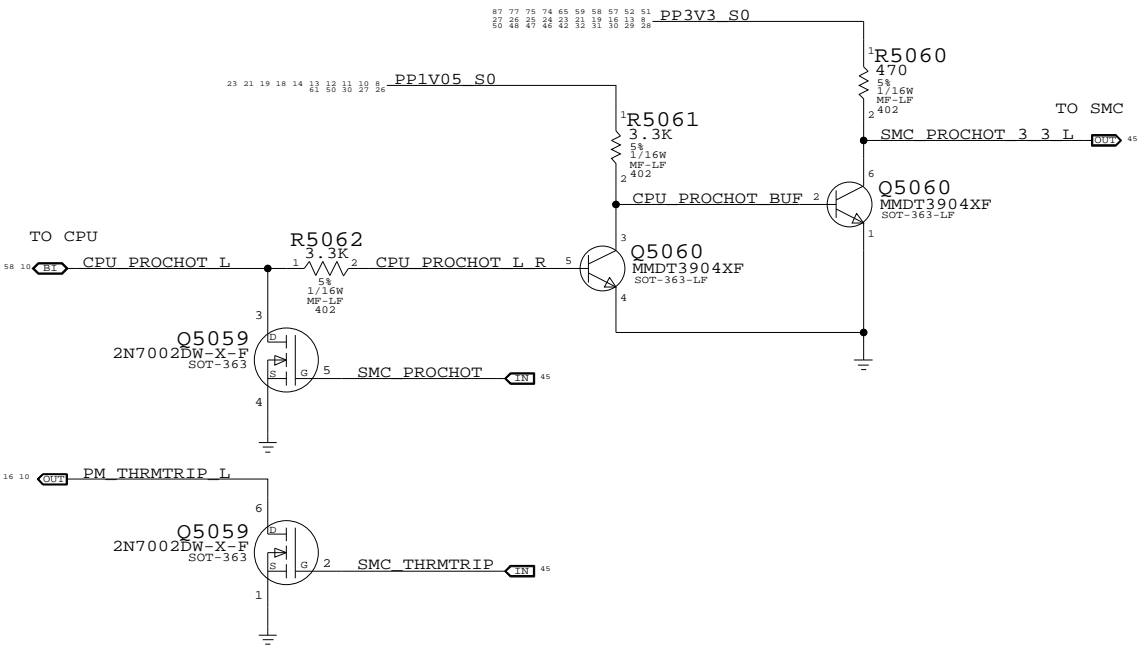 87 77 75 74 65 59 58 57 52 51
27 26 25 24 23 21 19 16 13 8
50 48 47 46 42 32 31 30 29 28
PP3V3_S0
1
R5060
470
5%
1/16W
MF-LF
402
2
23 21 19 18 14 13 12 11 10 8
61 50 30 27 26
PP1V05_S0
1
R5061
3.3K
5%
1/16W
MF-LF
402
2
TO SMC
SMC_PROCHOT_3_3_L
OUT
45
6
CPU_PROCHOT_BUF
2
Q5060
MMDT3904XF
SOT-363-LF
1
TO CPU
58 10
BI
CPU_PROCHOT_L
R5062
3.3K
1
2
5%
1/16W
MF-LF
402
CPU_PROCHOT_L_R
5
3
Q5060
MMDT3904XF
SOT-363-LF
4
3
Q5059
2N7002DW-X-F
SOT-363
D
S
G
5
SMC_PROCHOT
IN
45
4
16 10
OUT
PM_THRMTRIP_L
6
Q5059
2N7002DW-X-F
SOT-363
D
S
G
2
SMC_THRMTRIP
IN
45
1